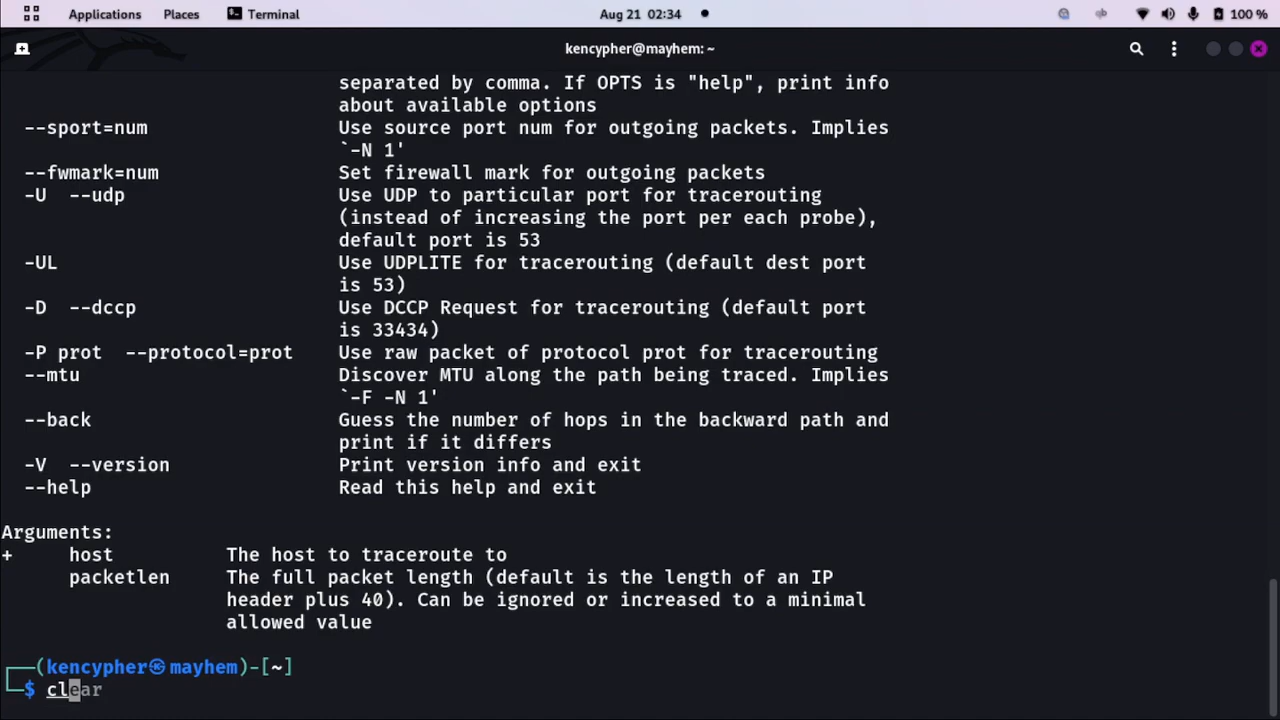 Applications Places Terminal Aug 21 02:34 100 %
kencypher@mayhem: ~
separated by comma. If OPTS is "help", print info
about available options
--sport=num Use source port num for outgoing packets. Implies
`-N 1'
--fwmark=num Set firewall mark for outgoing packets
-U --udp Use UDP to particular port for tracerouting
(instead of increasing the port per each probe),
default port is 53
-UL Use UDPLITE for tracerouting (default dest port
is 53)
-D --dccp Use DCCP Request for tracerouting (default port
is 33434)
-P prot --protocol=prot Use raw packet of protocol prot for tracerouting
--mtu Discover MTU along the path being traced. Implies
`-F -N 1'
--back Guess the number of hops in the backward path and
print if it differs
-V --version Print version info and exit
--help Read this help and exit
Arguments:
+ host The host to traceroute to
packetlen The full packet length (default is the length of an IP
header plus 40). Can be ignored or increased to a minimal
allowed value
┌──(kencypher㉿mayhem)-[~]
└─$ clear